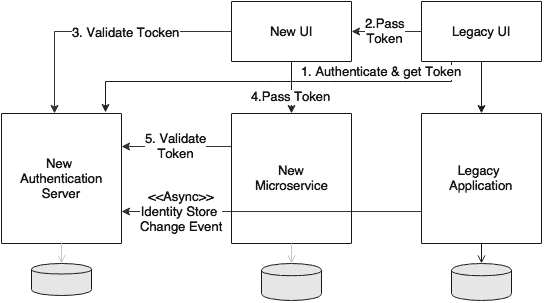 3. Validate Tocken
New UI
2.Pass
Token
Legacy UI
1. Authenticate & get Token
4.Pass Token
New
Authentication
Server
5. Validate
Token
<<Async>>
Identity Store
Change Event
New
Microservice
Legacy
Application